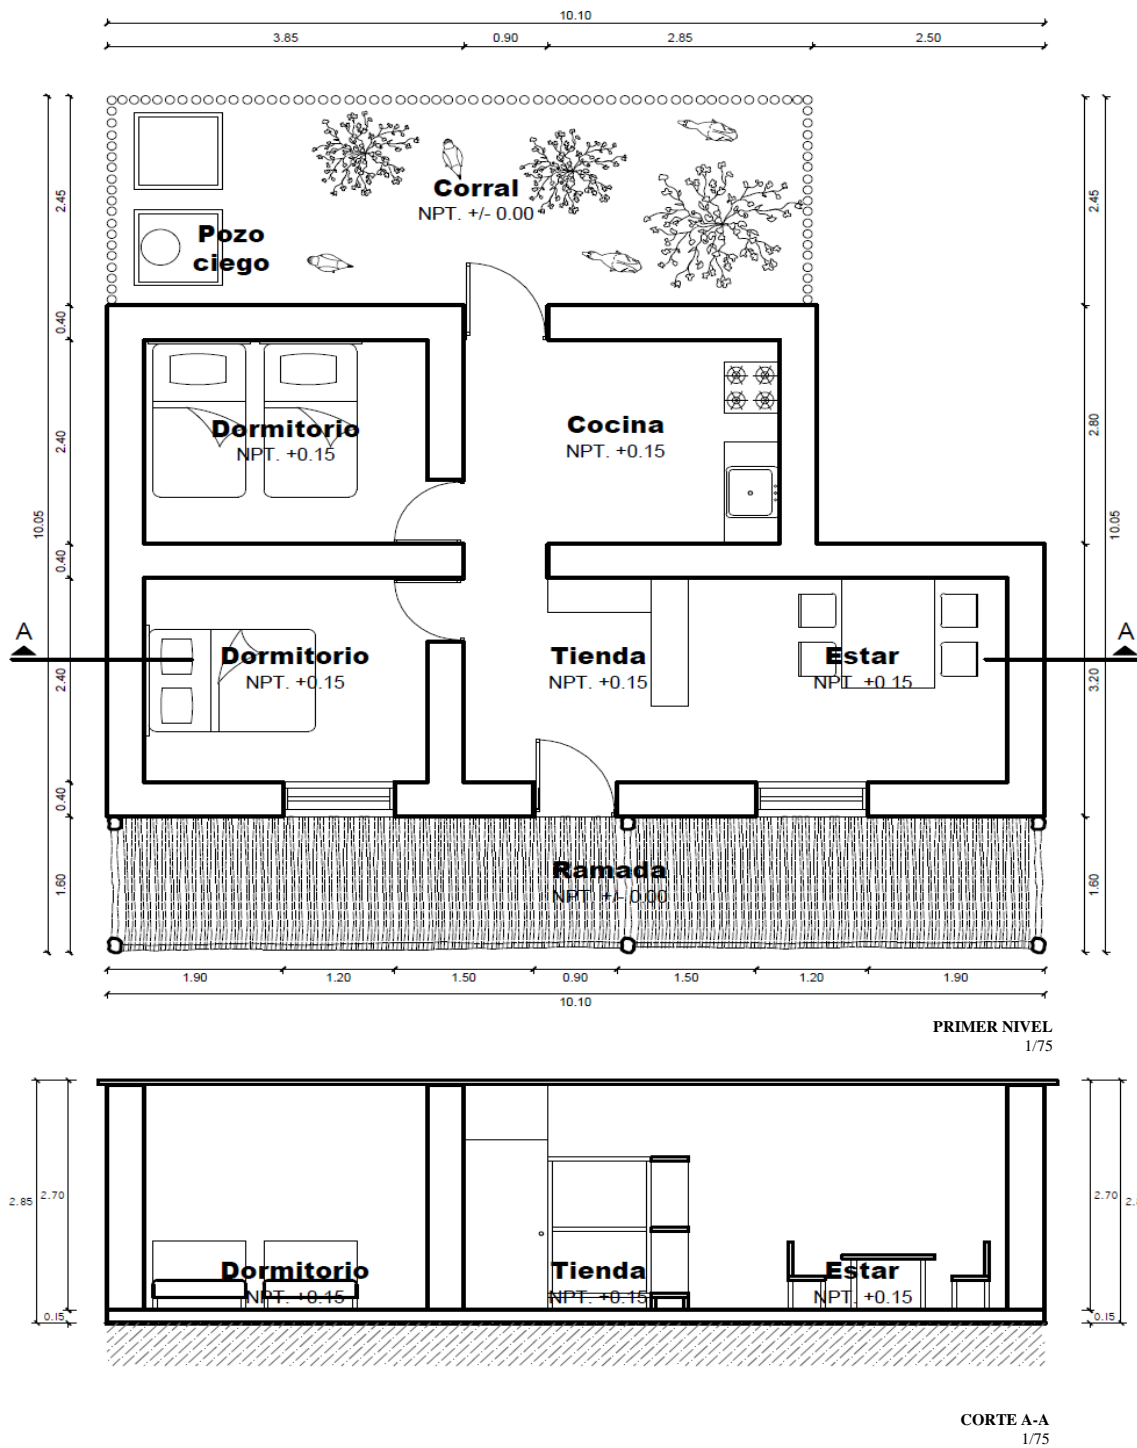 10.10
3.85 0.90 2.85 2.50
Corral
NPT. +/- 0.00
Pozo
ciego
2.45
0.40
2.40
0.40
2.40
0.40
1.60
10.05
2.45
2.80
3.20
1.60
10.05
Dormitorio
NPT. +0.15
Cocina
NPT. +0.15
A
A
Dormitorio
NPT. +0.15
Tienda
NPT. +0.15
Estar
NPT. +0.15
Ramada
NPT. +/- 0.00
1.90 1.20 1.50 0.90 1.50 1.20 1.90
10.10
PRIMER NIVEL
1/75
2.85 2.70
0.15
2.70
0.15
Dormitorio
NPT. +0.15
Tienda
NPT. +0.15
Estar
NPT. +0.15
CORTE A-A
1/75